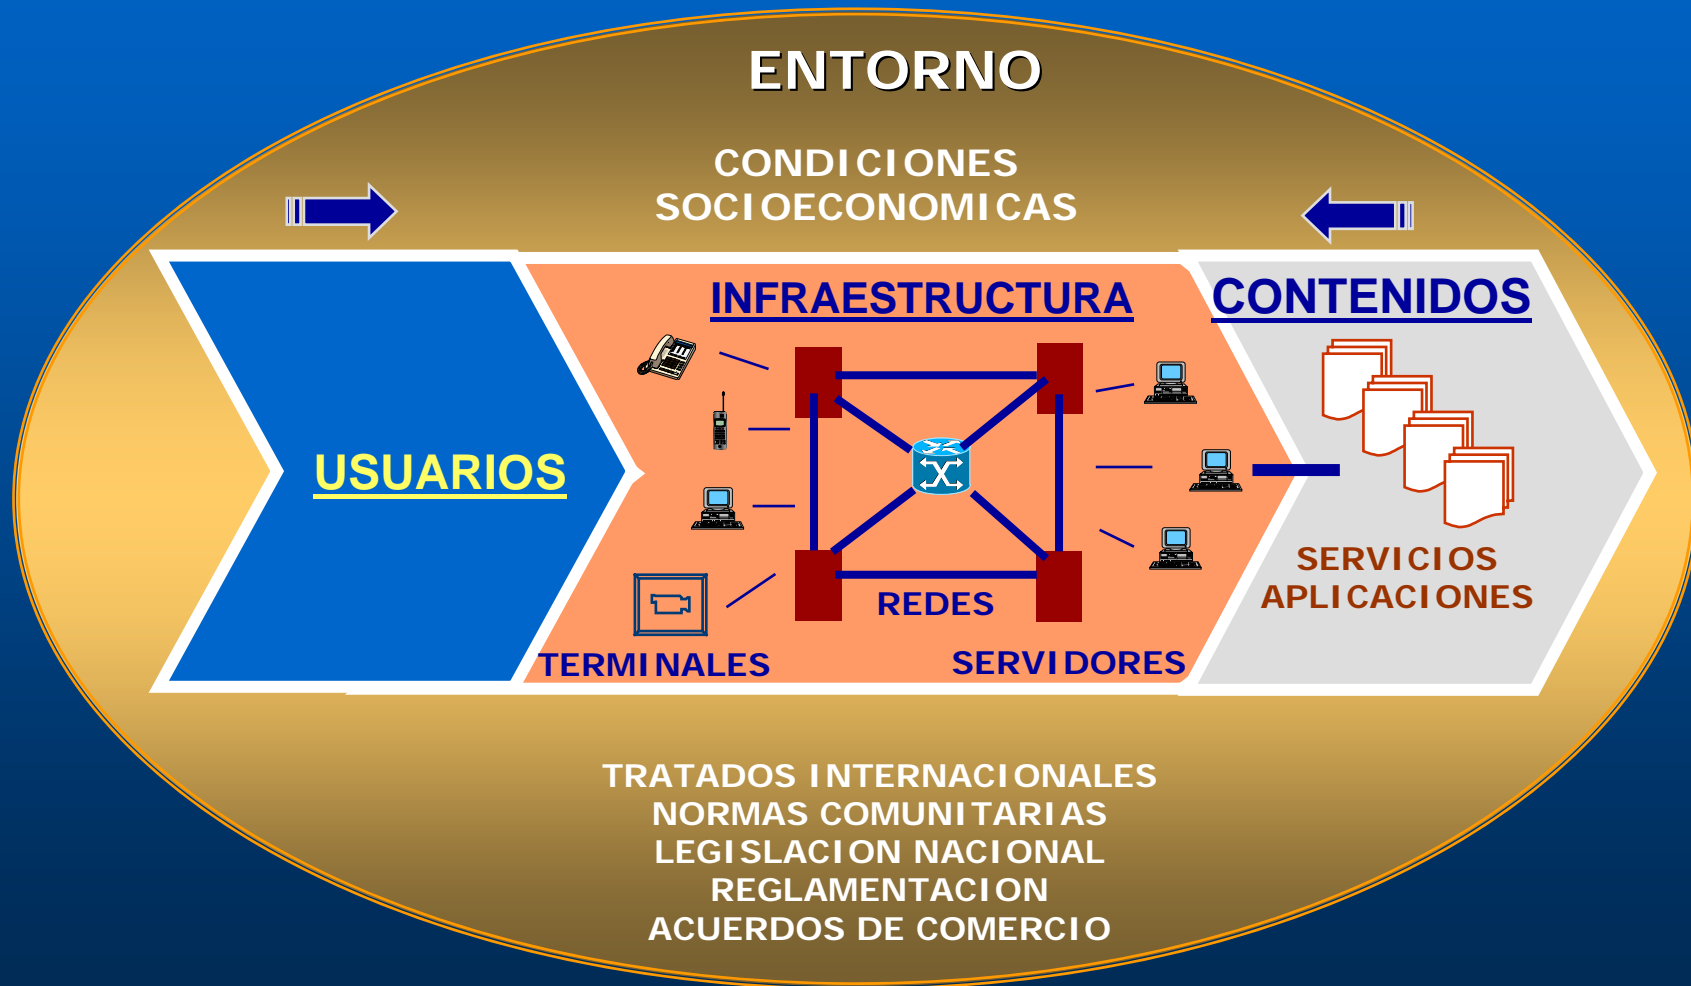 ENTORNO
CONDICIONES
SOCIOECONOMICAS
USUARIOS
INFRAESTRUCTURA
REDES
TERMINALES
SERVIDORES
CONTENIDOS
SERVICIOS
APLICACIONES
TRATADOS INTERNACIONALES
NORMAS COMUNITARIAS
LEGISLACION NACIONAL
REGLAMENTACION
ACUERDOS DE COMERCIO